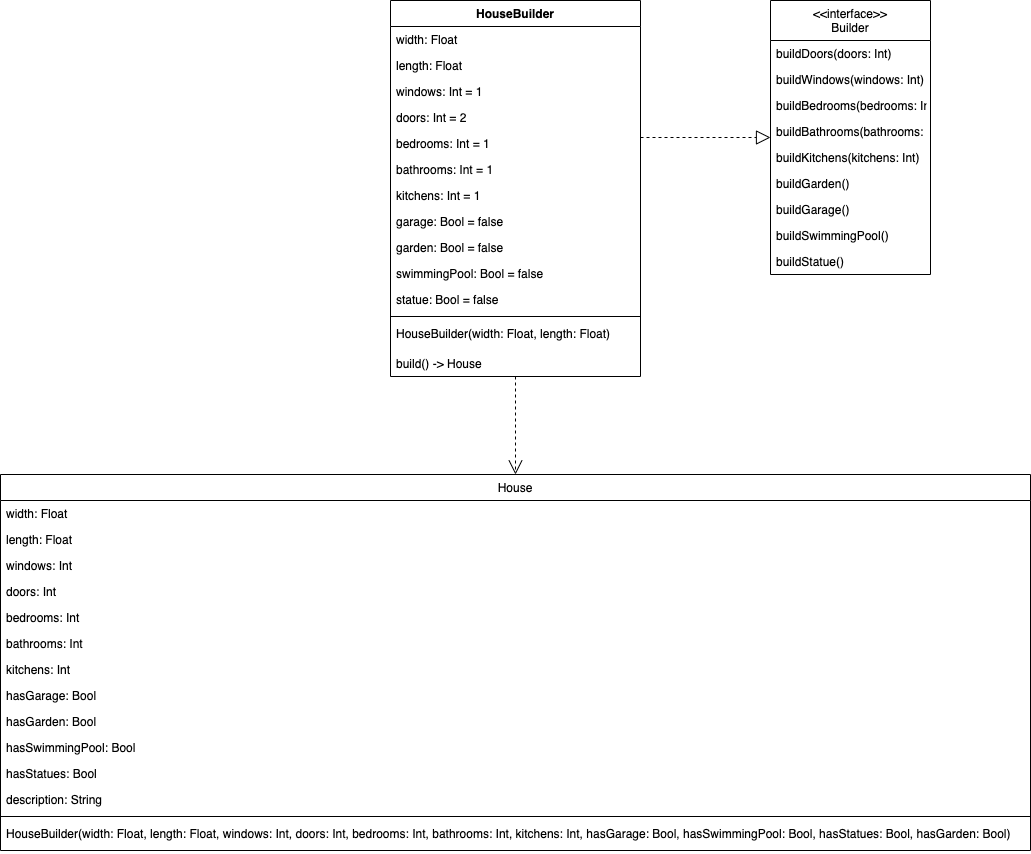 HouseBuilder
width: Float
length: Float
windows: Int = 1
doors: Int = 2
bedrooms: Int = 1
bathrooms: Int = 1
kitchens: Int = 1
garage: Bool = false
garden: Bool = false
swimmingPool: Bool = false
statue: Bool = false
HouseBuilder(width: Float, length: Float)
build() -> House
<<interface>>
Builder
buildDoors(doors: Int)
buildWindows(windows: Int)
buildBedrooms(bedrooms:
buildBathrooms(bathrooms:
buildKitchens(kitchens: Int)
buildGarden()
buildGarage()
buildSwimmingPool()
buildStatue()
House
width: Float
length: Float
windows: Int
doors: Int
bedrooms: Int
bathrooms: Int
kitchens: Int
hasGarage: Bool
hasGarden: Bool
hasSwimmingPool: Bool
hasStatues: Bool
description: String
HouseBuilder(width: Float, length: Float, windows: Int, doors: Int, bedrooms: Int, bathrooms: Int, kitchens: Int, hasGarage: Bool, hasSwimmingPool: Bool, hasStatues: Bool, hasGarden: Bool)